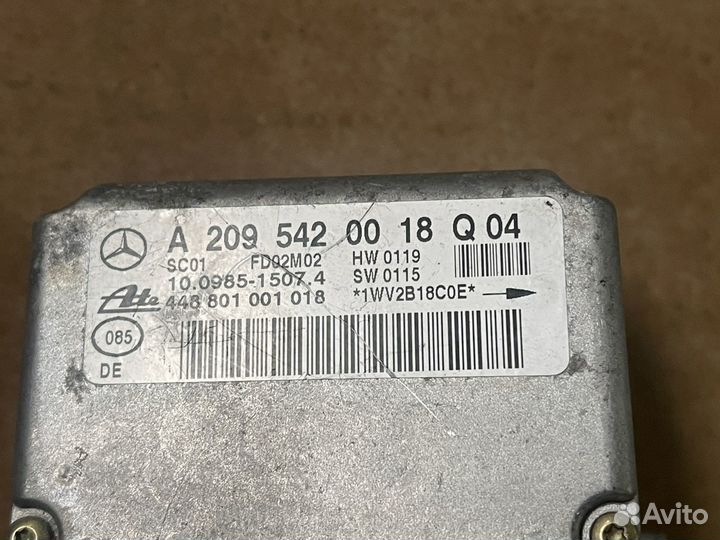 A 209 542 00 18 Q 04
SC01 FD02M02 HW 0119
10.0985-1507.4 SW 0115
Ate 448 801 001 018 *1WV2B18C0E*
085
DE
Avito